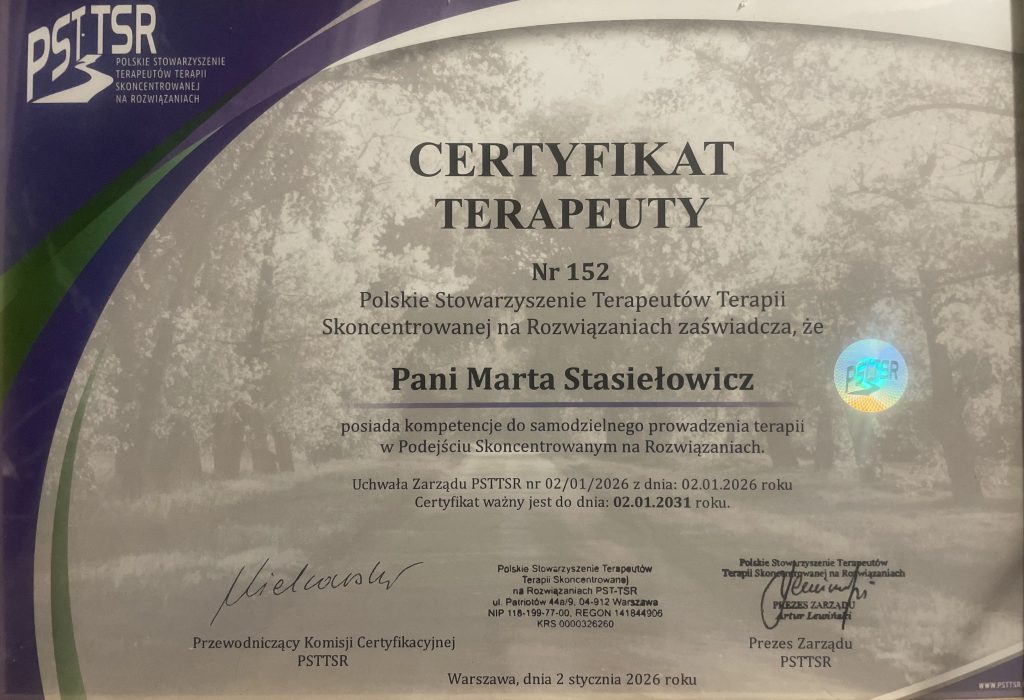 PSTTSR
POLSKIE STOWARZYSZENIE
TERAPEUTÓW TERAPII
SKONCENTROWANEJ
NA ROZWIĄZANIACH
CERTYFIKAT
TERAPEUTY
Nr 152
Polskie Stowarzyszenie Terapeutów Terapii
Skoncentrowanej na Rozwiązaniach zaświadcza, że
Pani Marta Stasiełowicz
PSTTSR
posiada kompetencje do samodzielnego prowadzenia terapii
w Podejściu Skoncentrowanym na Rozwiązaniach.
Uchwała Zarządu PSTTSR nr 02/01/2026 z dnia: 02.01.2026 roku
Certyfikat ważny jest do dnia: 02.01.2031 roku.
Polskie Stowarzyszenie Terapeutów
Terapii Skoncentrowanej
na Rozwiązaniach PST-TSR
ul. Patriotów 44a/9, 04-912 Warszawa
NIP 118-199-77-00, REGON 141844906
KRS 0000326260
Polskie Stowarzyszenie Terapeutów
Terapii Skoncentrowanej na Rozwiązaniach
PREZES ZARZĄDU
Artur Lewiński
Przewodniczący Komisji Certyfikacyjnej
PSTTSR
Prezes Zarządu
PSTTSR
Warszawa, dnia 2 stycznia 2026 roku
WWW.PSTTSR